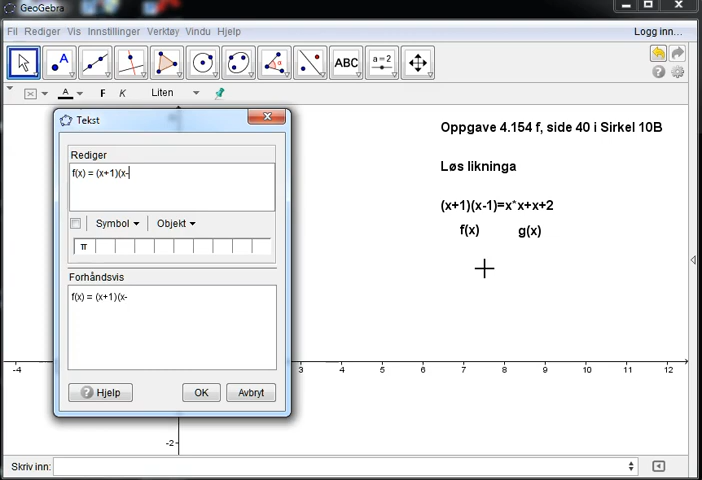 GeoGebra
Fil Rediger Vis Innstillinger Verktøy Vindu Hjelp Logg inn...
A ABC a=2
A F K Liten
Tekst
Rediger
f(x) = (x+1)(x-
Symbol Objekt
π
Forhåndsvis
f(x) = (x+1)(x-
Hjelp OK Avbryt
Oppgave 4.154 f, side 40 i Sirkel 10B
Løs likninga
(x+1)(x-1)=x*x+x+2
f(x) g(x)
-4 3 4 5 6 7 8 9 10 11 12
-2
Skriv inn: